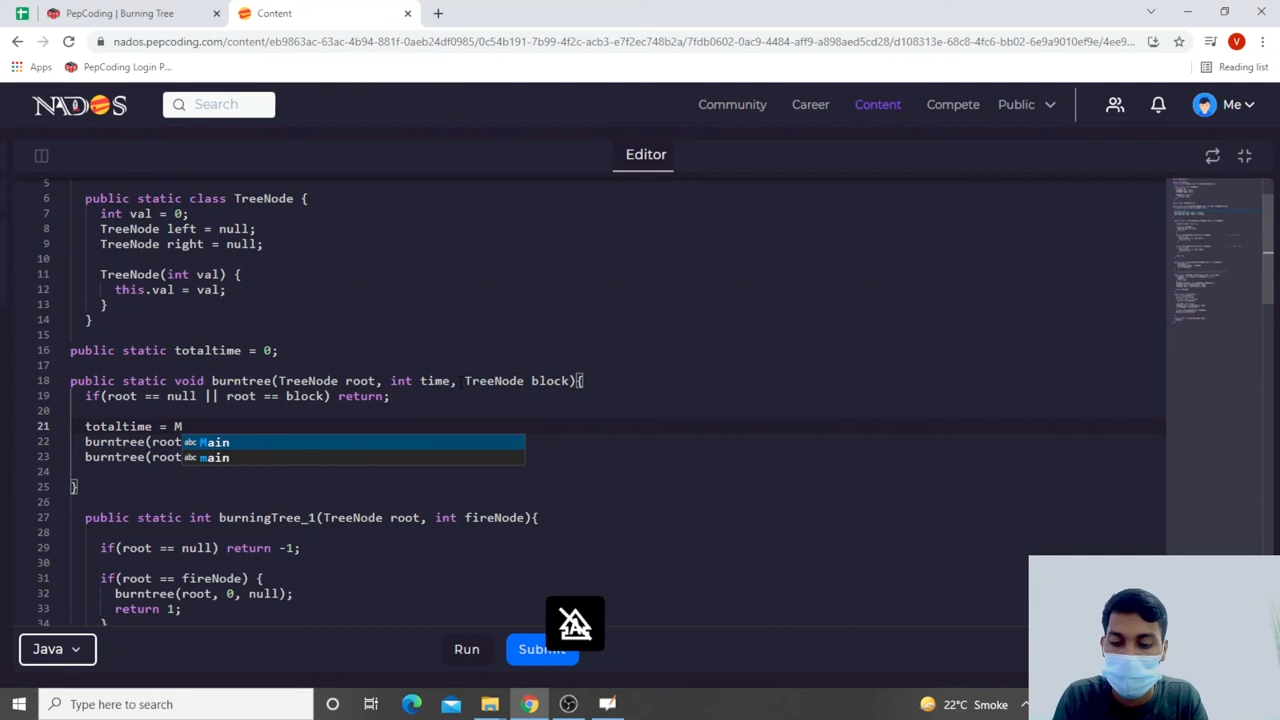 PepCoding | Burning Tree
Content
nados.pepcoding.com/content/eb9863ac-63ac-4b94-881f-0aeb24df0985/0c54b191-7b99-4f2c-acb3-e7f2ec748b2a/7fdb0602-0ac9-4484-aff9-a898aed5cd28/d108313e-68c8-4fc6-bb02-6e9a9010ef9e/4ee9...
Apps PepCoding Login P... Reading list
NADOS Search Community Career Content Compete Public Me
Editor
5
6 public static class TreeNode {
7 int val = 0;
8 TreeNode left = null;
9 TreeNode right = null;
10
11 TreeNode(int val) {
12 this.val = val;
13 }
14 }
15
16 public static totaltime = 0;
17
18 public static void burntree(TreeNode root, int time, TreeNode block){
19 if(root == null || root == block) return;
20
21 totaltime = M
22 burntree(root abc Main
23 burntree(root abc main
24
25 }
26
27 public static int burningTree_1(TreeNode root, int fireNode){
28
29 if(root == null) return -1;
30
31 if(root == fireNode) {
32 burntree(root, 0, null);
33 return 1;
34 }
Java Run Submit
Type here to search 22°C Smoke